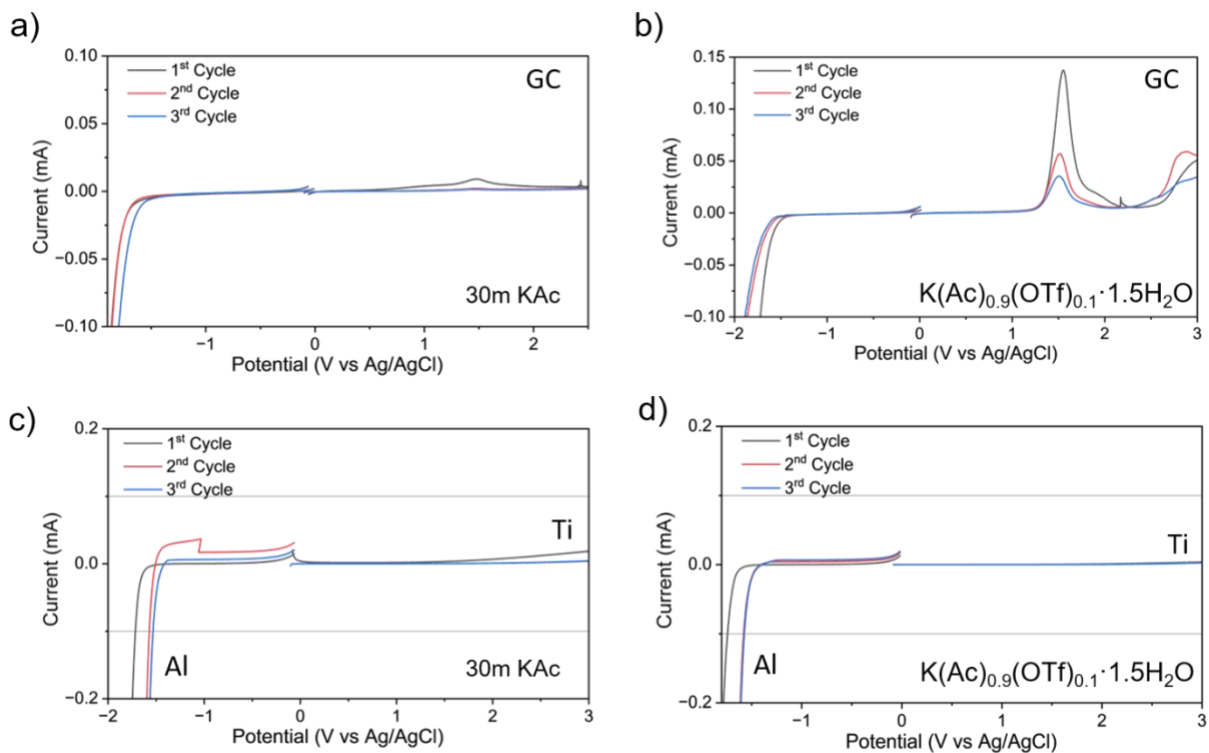 a)
0.10
0.05
0.00
−0.05
−0.10
Current (mA)
1st Cycle
2nd Cycle
3rd Cycle
GC
30m KAc
−1
0
1
2
Potential (V vs Ag/AgCl)
b)
0.15
0.10
0.05
0.00
−0.05
−0.10
Current (mA)
1st Cycle
2nd Cycle
3rd Cycle
GC
K(Ac)0.9(OTf)0.1·1.5H2O
−2
−1
0
1
2
3
Potential (V vs Ag/AgCl)
c)
0.2
0.0
−0.2
Current (mA)
1st Cycle
2nd Cycle
3rd Cycle
Ti
Al
30m KAc
−2
−1
0
1
2
3
Potential (V vs Ag/AgCl)
d)
0.2
0.0
−0.2
Current (mA)
1st Cycle
2nd Cycle
3rd Cycle
Ti
Al
K(Ac)0.9(OTf)0.1·1.5H2O
−1
0
1
2
3
Potential (V vs Ag/AgCl)